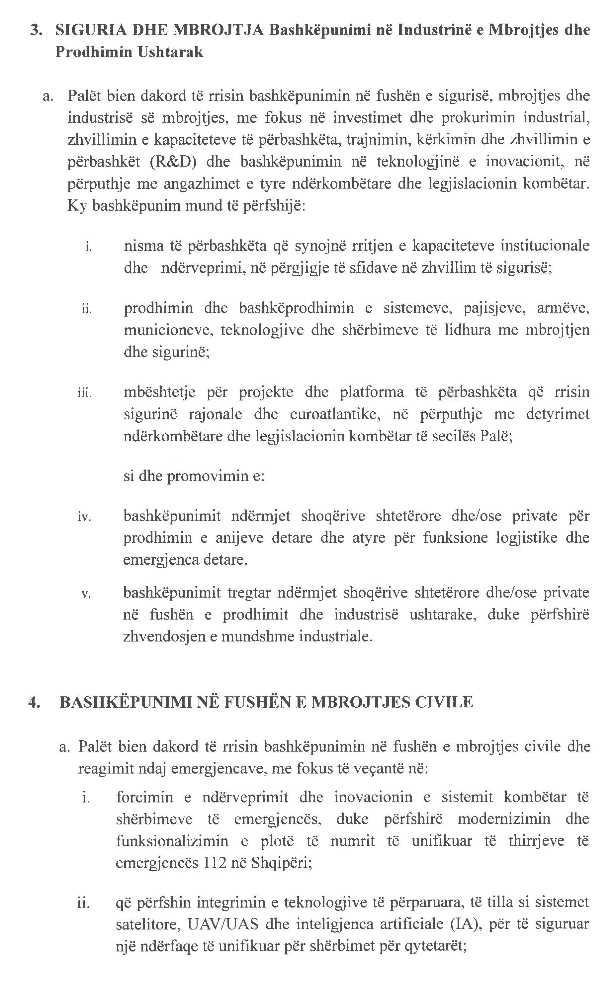 3. SIGURIA DHE MBROJTJA Bashkëpunimi në Industrinë e Mbrojtjes dhe
Prodhimin Ushtarak
a. Palët bien dakord të rrisin bashkëpunimin në fushën e sigurisë, mbrojtjes dhe
industrisë së mbrojtjes, me fokus në investimet dhe prokurimin industrial,
zhvillimin e kapaciteteve të përbashkëta, trajnimin, kërkimin dhe zhvillimin e
përbashkët (R&D) dhe bashkëpunimin në teknologjinë e inovacionit, në
përputhje me angazhimet e tyre ndërkombëtare dhe legjislacionin kombëtar.
Ky bashkëpunim mund të përfshijë:
i. nisma të përbashkëta që synojnë rritjen e kapaciteteve institucionale
dhe ndërveprimi, në përgjigje të sfidave në zhvillim të sigurisë;
ii. prodhimin dhe bashkëprodhimin e sistemeve, pajisjeve, armëve,
municioneve, teknologjive dhe shërbimeve të lidhura me mbrojtjen
dhe sigurinë;
iii. mbështetje për projekte dhe platforma të përbashkëta që rrisin
sigurinë rajonale dhe euroatlantike, në përputhje me detyrimet
ndërkombëtare dhe legjislacionin kombëtar të secilës Palë;
si dhe promovimin e:
iv. bashkëpunimit ndërmjet shoqërive shtetërore dhe/ose private për
prodhimin e anijeve detare dhe atyre për funksione logjistike dhe
emergjenca detare.
v. bashkëpunimit tregtar ndërmjet shoqërive shtetërore dhe/ose private
në fushën e prodhimit dhe industrisë ushtarake, duke përfshirë
zhvendosjen e mundshme industriale.
4. BASHKËPUNIMI NË FUSHËN E MBROJTJES CIVILE
a. Palët bien dakord të rrisin bashkëpunimin në fushën e mbrojtjes civile dhe
reagimit ndaj emergjencave, me fokus të veçantë në:
i. forcimin e ndërveprimit dhe inovacionin e sistemit kombëtar të
shërbimeve të emergjencës, duke përfshirë modernizimin dhe
funksionalizimin e plotë të numrit të unifikuar të thirrjeve të
emergjencës 112 në Shqipëri;
ii. që përfshin integrimin e teknologjive të përparuara, të tilla si sistemet
satelitore, UAV/UAS dhe inteligjenca artificiale (IA), për të siguruar
një ndërfaqe të unifikuar për shërbimet për qytetarët;